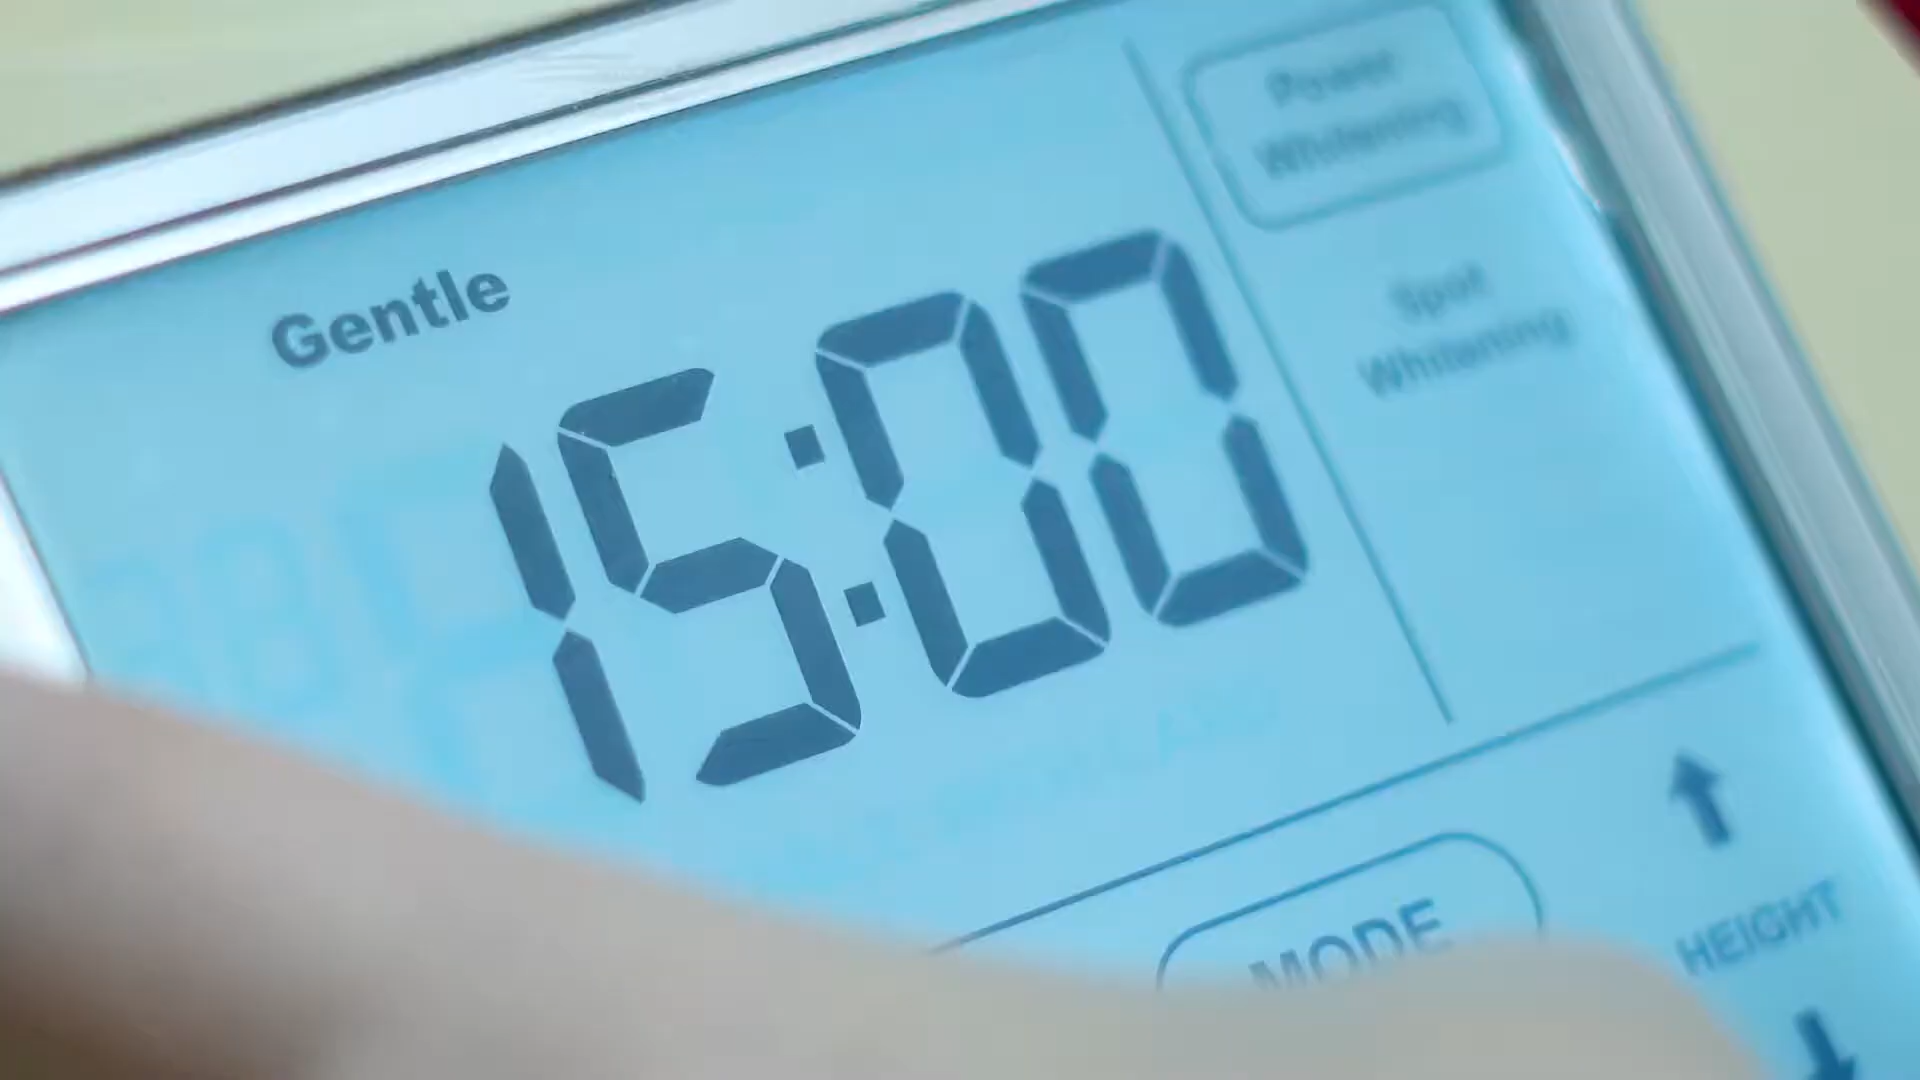 Power
Whitening
Gentle
15:00
Spot
Whitening
MODE
HEIGHT